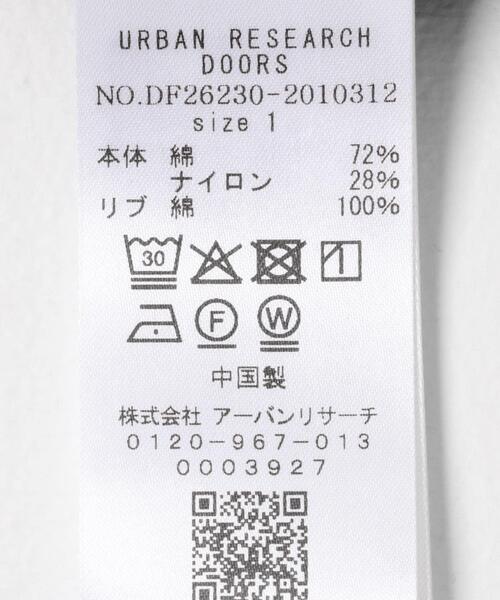 URBAN RESEARCH
DOORS
NO.DF26230-2010312
size 1
本体 綿 72%
ナイロン 28%
リブ 綿 100%
30
F W
中国製
株式会社 アーバンリサーチ
0120-967-013
0003927